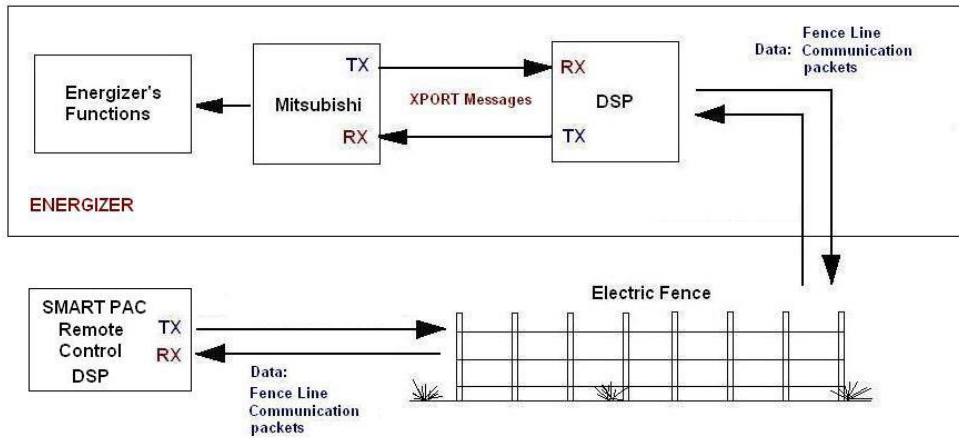 Fence Line
Data: Communication
packets
TX
RX
Energizer's
Functions
Mitsubishi
XPORT Messages
DSP
RX
TX
ENERGIZER
Electric Fence
SMART PAC
Remote
Control
DSP
TX
RX
Data:
Fence Line
Communication
packets